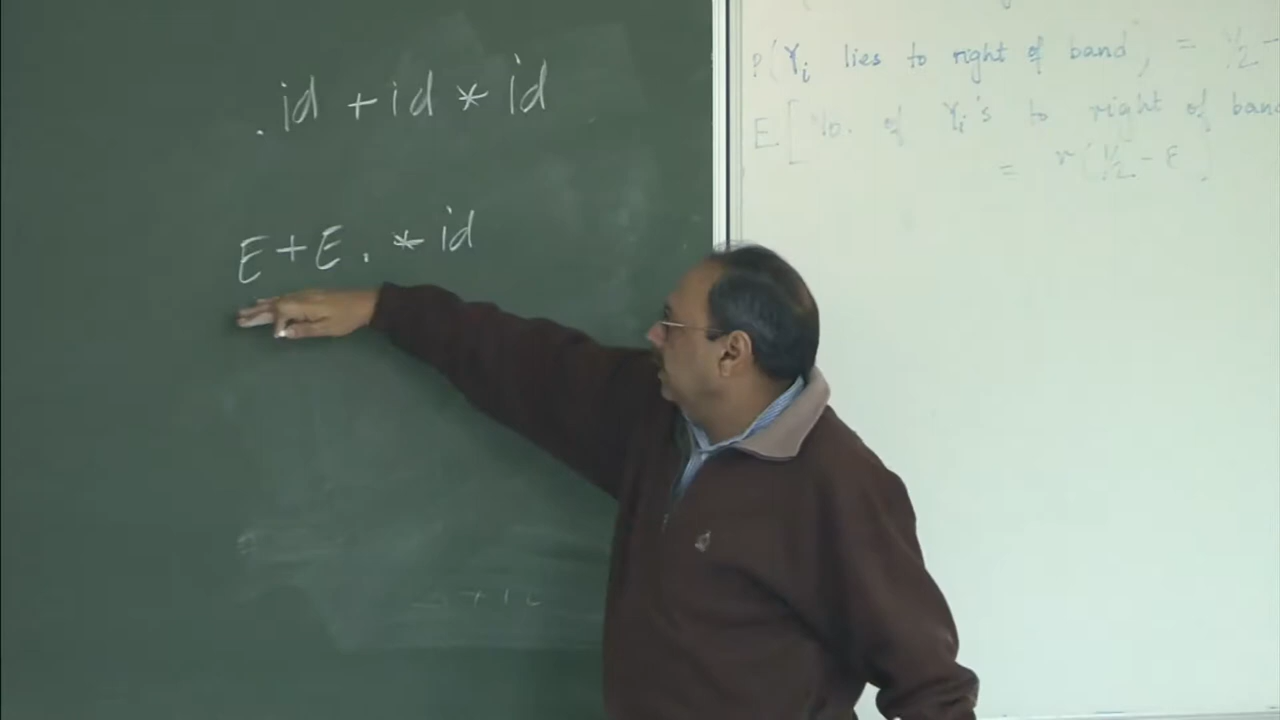 . id + id * id
E + E . * id
P(Yi lies to right of band) = 1/2 -
E[No. of Yi's to right of band
= r(1/2 - ε)